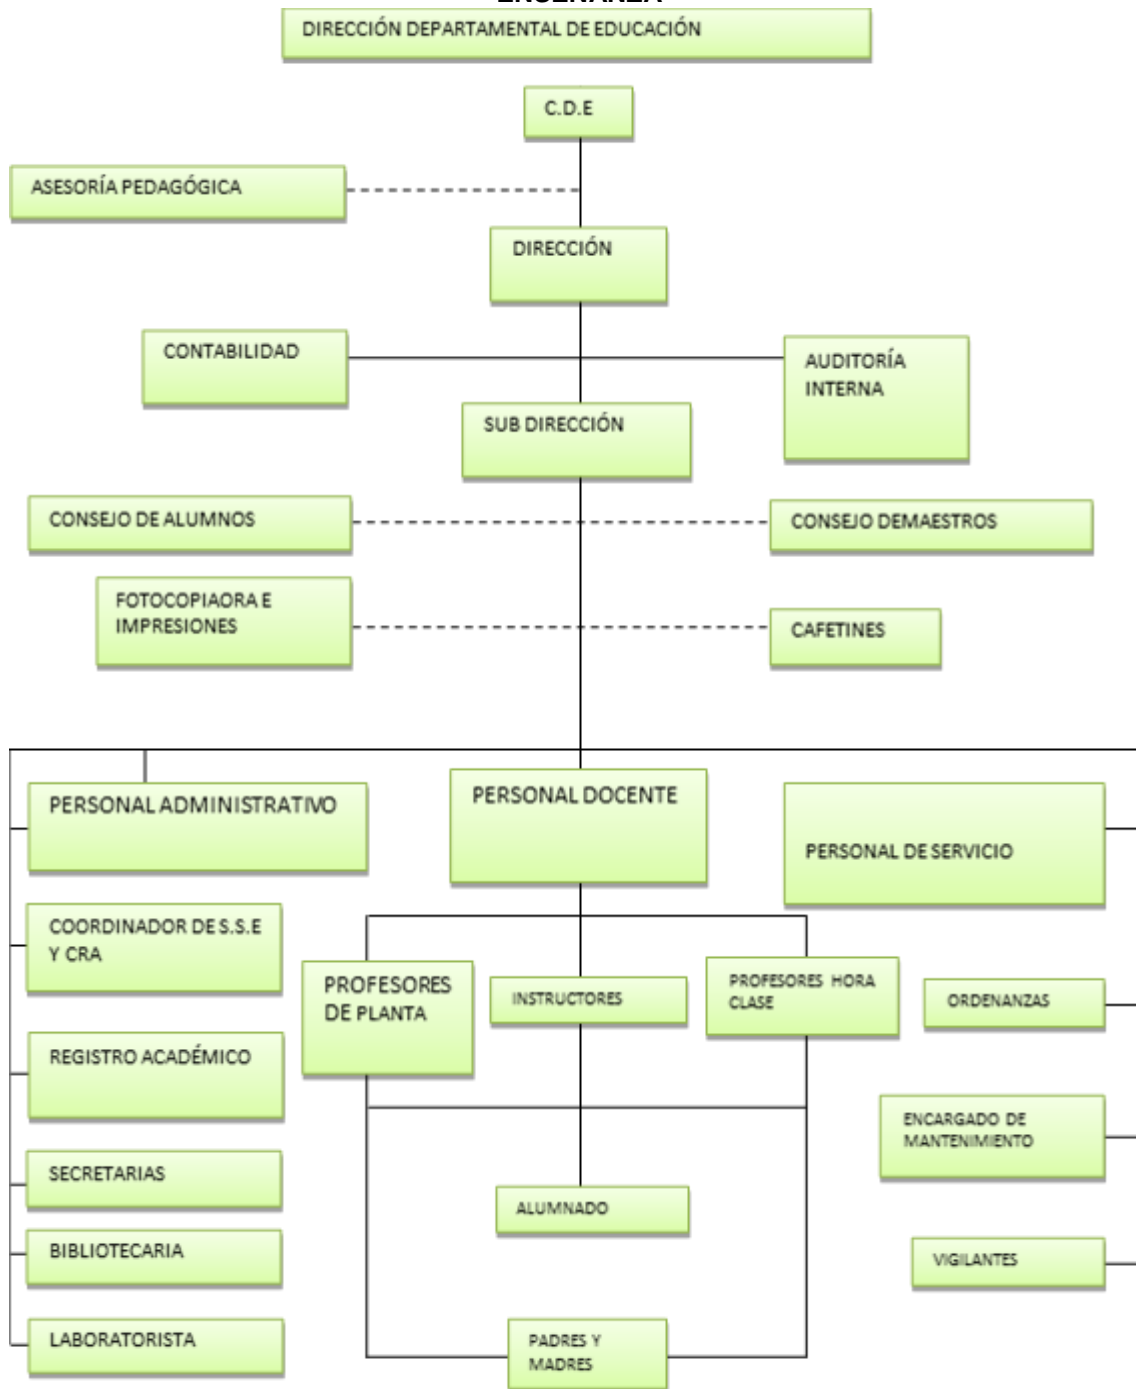 DIRECCIÓN DEPARTAMENTAL DE EDUCACIÓN
C.D.E
ASESORÍA PEDAGÓGICA
DIRECCIÓN
CONTABILIDAD
AUDITORÍA
INTERNA
SUB DIRECCIÓN
CONSEJO DE ALUMNOS
CONSEJO DEMAESTROS
FOTOCOPIAORA E
IMPRESIONES
CAFETINES
PERSONAL ADMINISTRATIVO
PERSONAL DOCENTE
PERSONAL DE SERVICIO
COORDINADOR DE S.S.E
Y CRA
PROFESORES
DE PLANTA
INSTRUCTORES
PROFESORES HORA
CLASE
ORDENANZAS
REGISTRO ACADÉMICO
ENCARGADO DE
MANTENIMIENTO
SECRETARIAS
ALUMNADO
BIBLIOTECARIA
VIGILANTES
LABORATORISTA
PADRES Y
MADRES